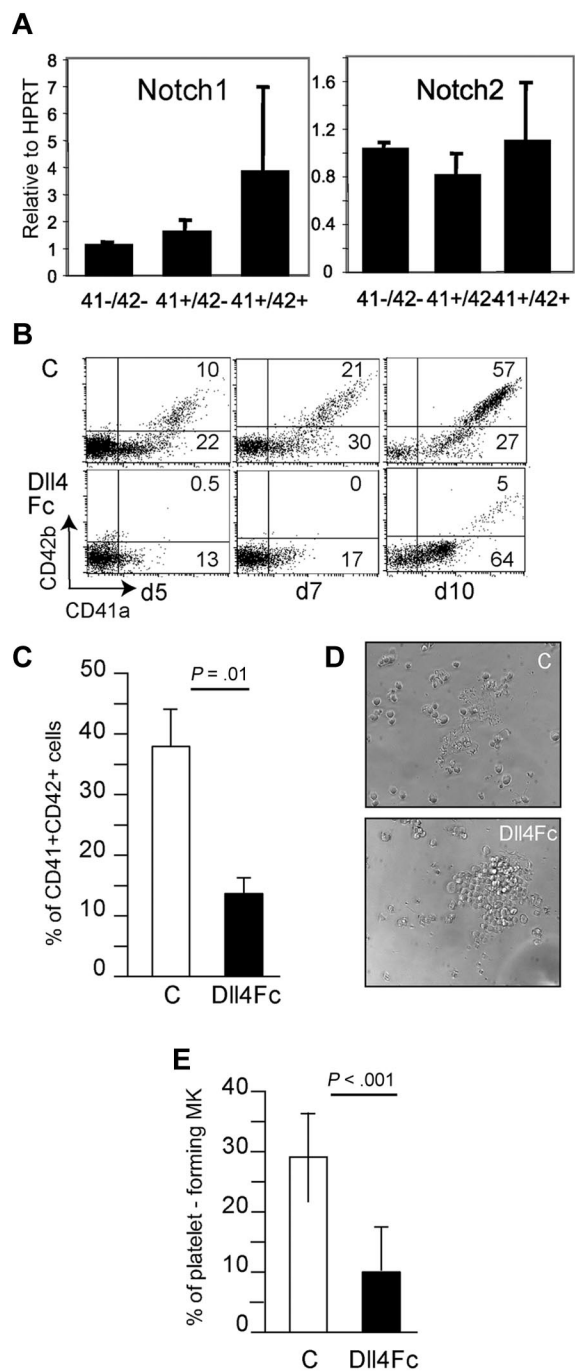 A
Relative to HPRT
8
7
6
5
4
3
2
1
0
Notch1
41-/42- 41+/42- 41+/42+
1.6
1.2
0.8
0.4
0
Notch2
41-/42- 41+/42- 41+/42+
B
C
10
22
21
30
57
27
Dll4
Fc
0.5
13
0
17
5
64
CD42b
CD41a
d5
d7
d10
C
% of CD41+CD42+ cells
50
40
30
20
10
0
P = .01
C
Dll4Fc
D
C
Dll4Fc
E
% of platelet - forming MK
40
30
20
10
0
P < .001
C
Dll4Fc